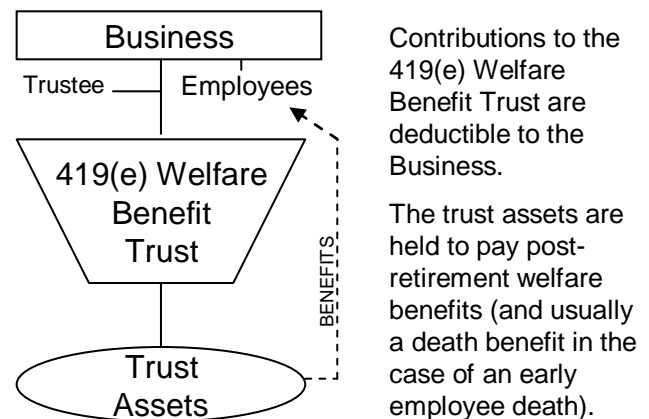 Business
Trustee
Employees
419(e) Welfare
Benefit
Trust
BENEFITS
Trust
Assets
Contributions to the
419(e) Welfare
Benefit Trust are
deductible to the
Business.
The trust assets are
held to pay post-
retirement welfare
benefits (and usually
a death benefit in the
case of an early
employee death).